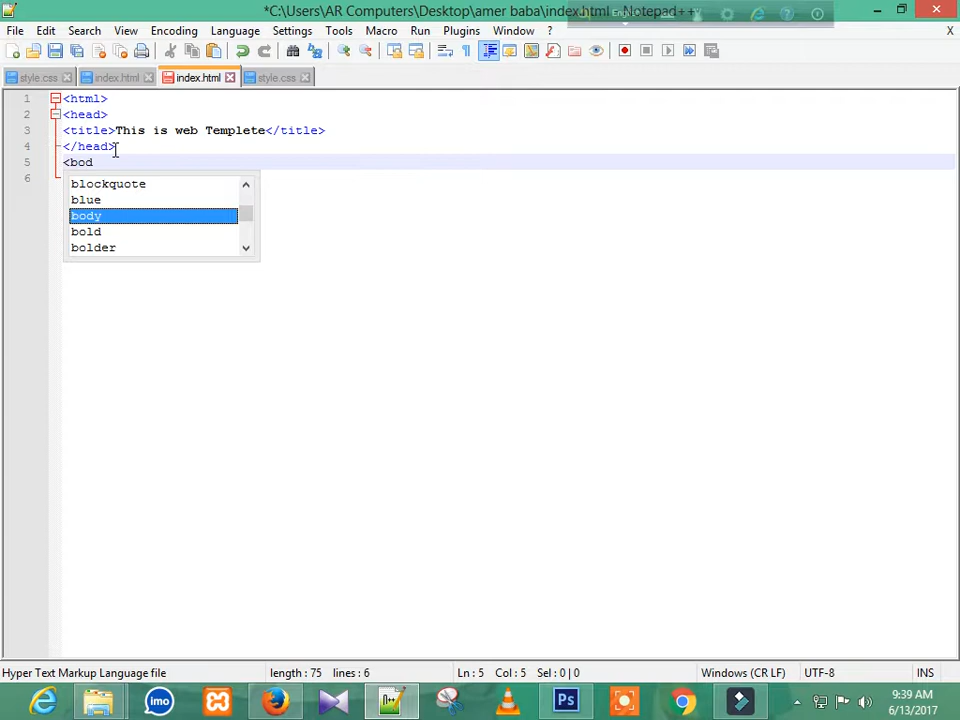 *C:\Users\AR Computers\Desktop\amer baba\index.html - Notepad++
File Edit Search View Encoding Language Settings Tools Macro Run Plugins Window ? X
style.css index.html index.html style.css
1 <html>
2 <head>
3 <title>This is web Templete</title>
4 </head>
5 <bod
6
blockquote
blue
body
bold
bolder
Hyper Text Markup Language file length : 75 lines : 6 Ln : 5 Col : 5 Sel : 0 | 0 Windows (CR LF) UTF-8 INS
imo Ps
9:39 AM
6/13/2017